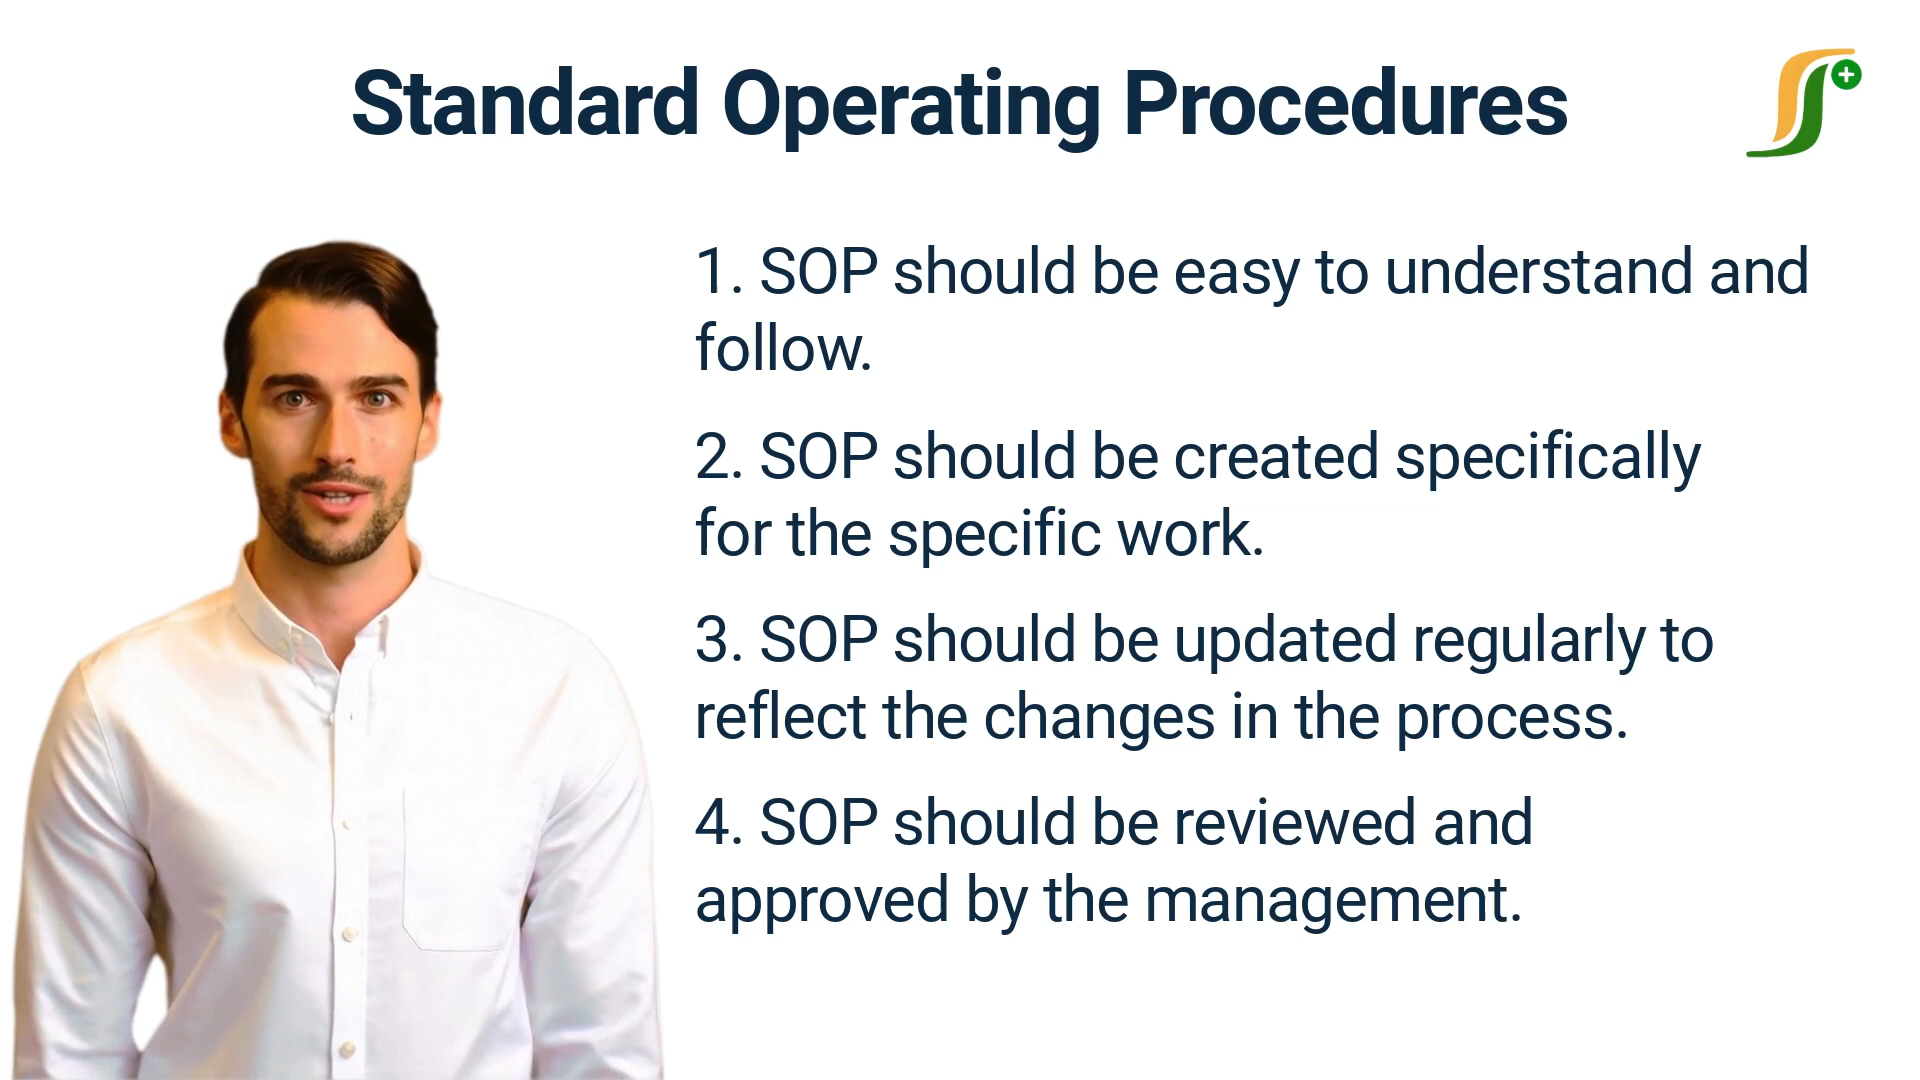 Standard Operating Procedures
1. SOP should be easy to understand and
follow.
2. SOP should be created specifically
for the specific work.
3. SOP should be updated regularly to
reflect the changes in the process.
4. SOP should be reviewed and
approved by the management.